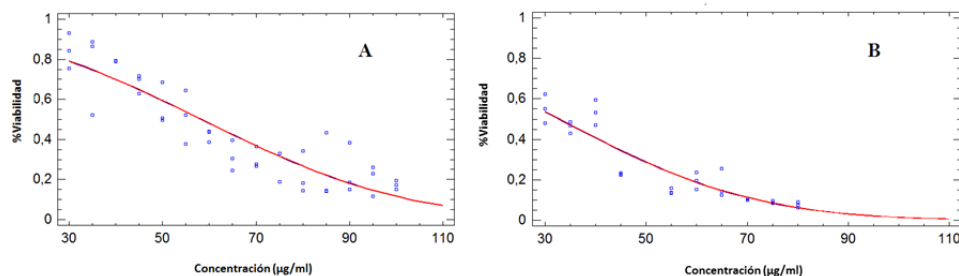 A
%Viabilidad
1
0,8
0,6
0,4
0,2
0
30 50 70 90 110
Concentración (µg/ml)
B
%Viabilidad
1
0,8
0,6
0,4
0,2
0
30 50 70 90 110
Concentración (µg/ml)